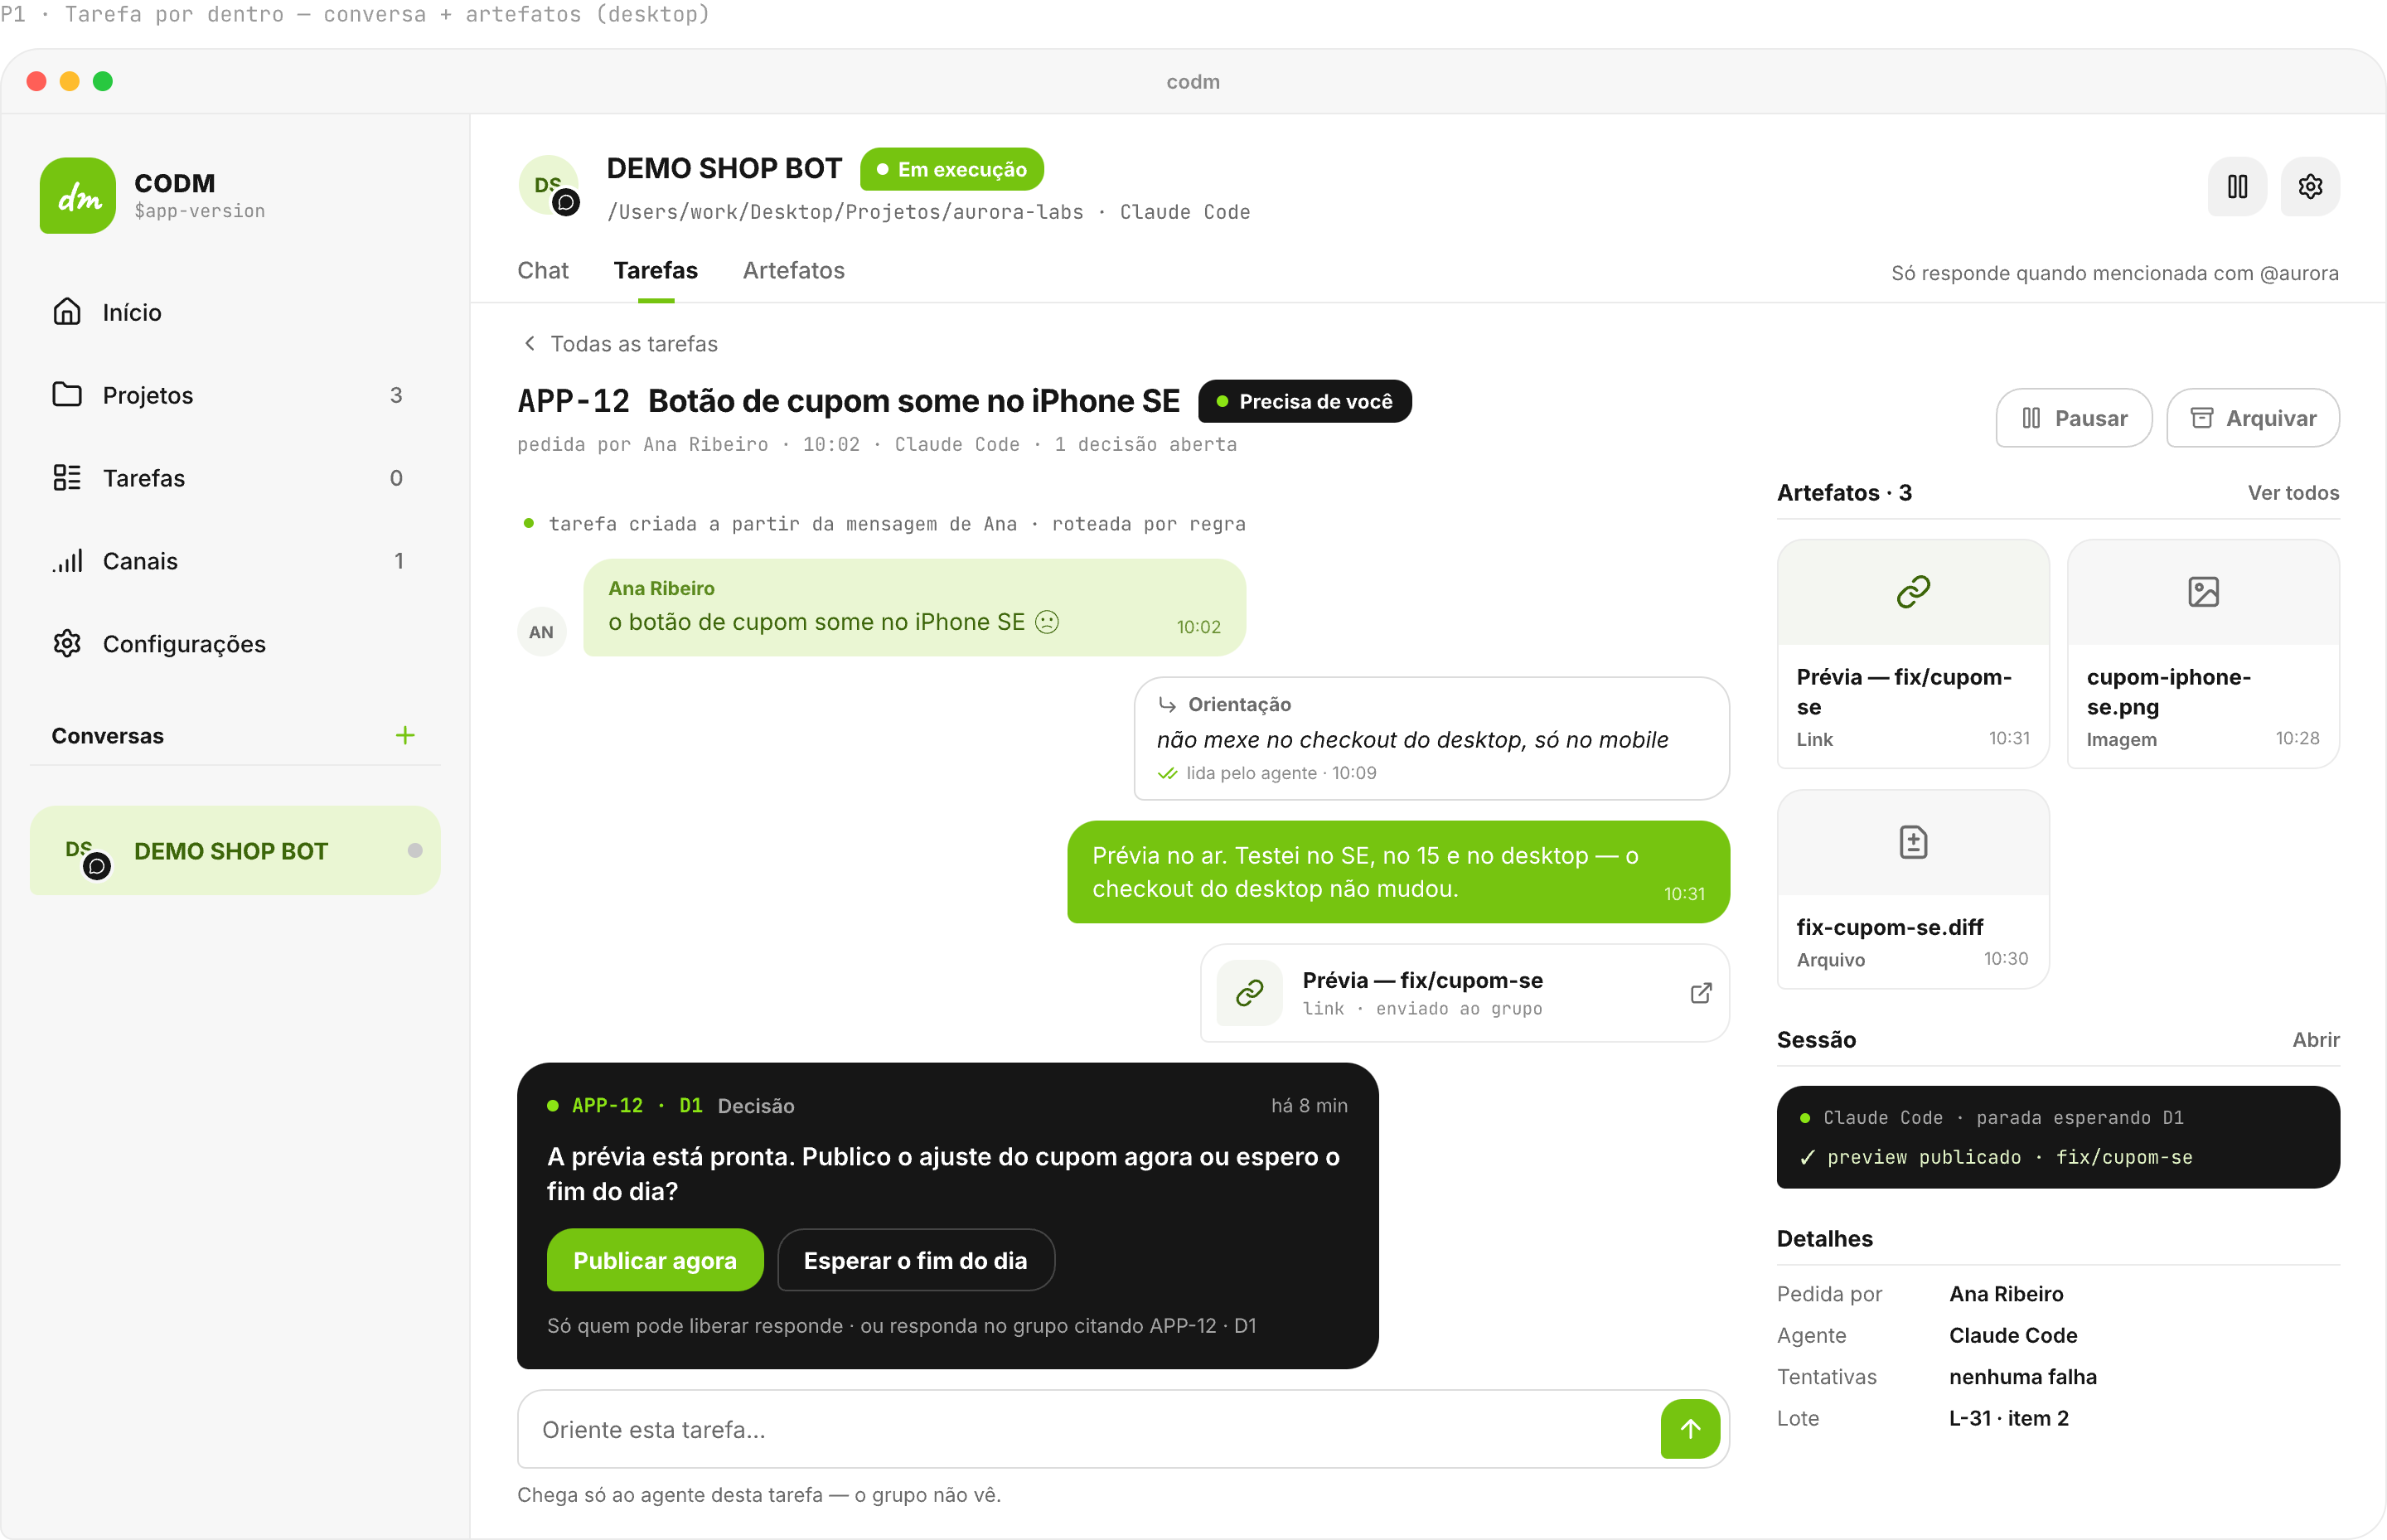 P1 · Tarefa por dentro — conversa + artefatos (desktop)
codm
dm
CODM
$app-version
Início
Projetos 3
Tarefas 0
Canais 1
Configurações
Conversas
DS
DEMO SHOP BOT
DS
DEMO SHOP BOT
Em execução
/Users/work/Desktop/Projetos/aurora-labs · Claude Code
Chat
Tarefas
Artefatos
Só responde quando mencionada com @aurora
Todas as tarefas
APP-12 Botão de cupom some no iPhone SE
Precisa de você
pedida por Ana Ribeiro · 10:02 · Claude Code · 1 decisão aberta
Pausar
Arquivar
tarefa criada a partir da mensagem de Ana · roteada por regra
AN
Ana Ribeiro
o botão de cupom some no iPhone SE 🙁
10:02
Orientação
não mexe no checkout do desktop, só no mobile
lida pelo agente · 10:09
Prévia no ar. Testei no SE, no 15 e no desktop — o
checkout do desktop não mudou.
10:31
Prévia — fix/cupom-se
link · enviado ao grupo
APP-12 · D1 Decisão
há 8 min
A prévia está pronta. Publico o ajuste do cupom agora ou espero o
fim do dia?
Publicar agora
Esperar o fim do dia
Só quem pode liberar responde · ou responda no grupo citando APP-12 · D1
Oriente esta tarefa...
Chega só ao agente desta tarefa — o grupo não vê.
Artefatos · 3
Ver todos
Prévia — fix/cupom-
se
Link 10:31
cupom-iphone-
se.png
Imagem 10:28
fix-cupom-se.diff
Arquivo 10:30
Sessão
Abrir
Claude Code · parada esperando D1
✓ preview publicado · fix/cupom-se
Detalhes
Pedida por Ana Ribeiro
Agente Claude Code
Tentativas nenhuma falha
Lote L-31 · item 2